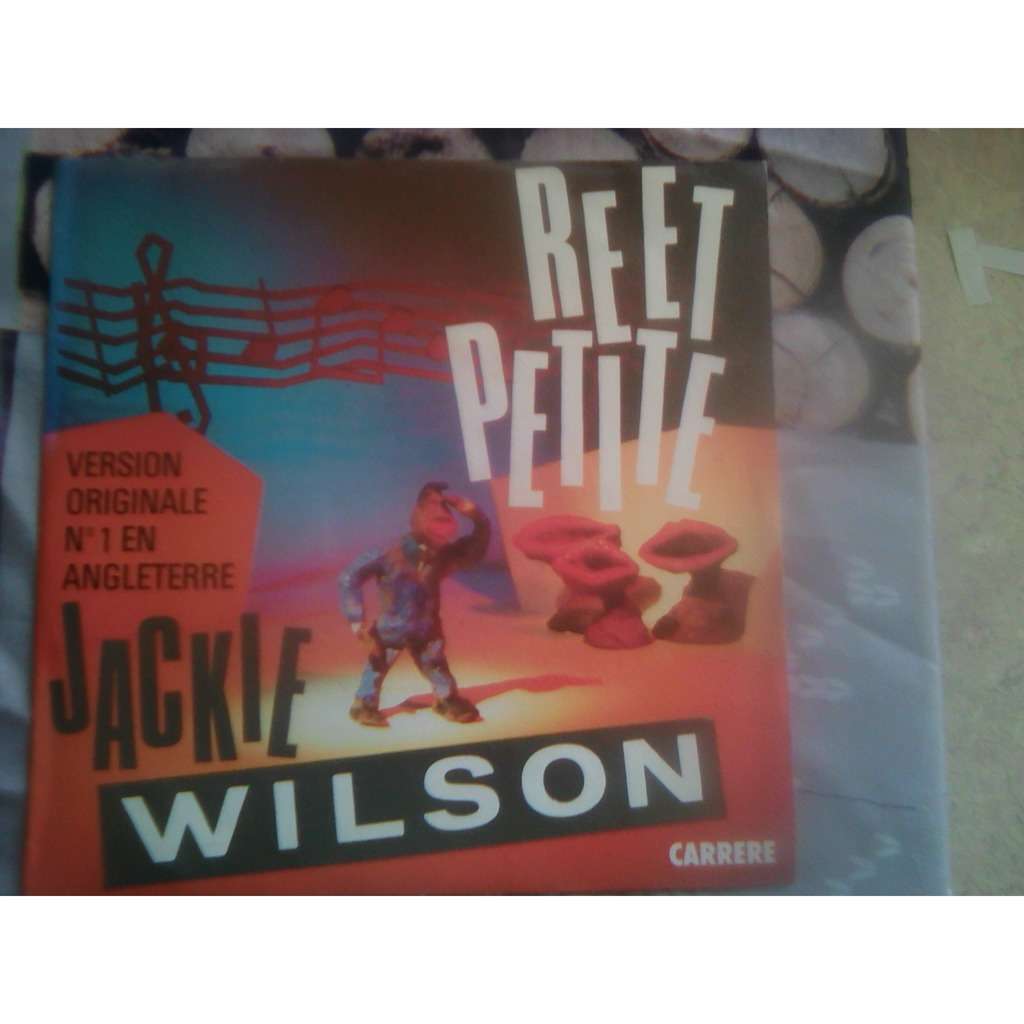 REET
PETITE
VERSION
ORIGINALE
N° 1 EN
ANGLETERRE
JACKIE
WILSON
CARRERE